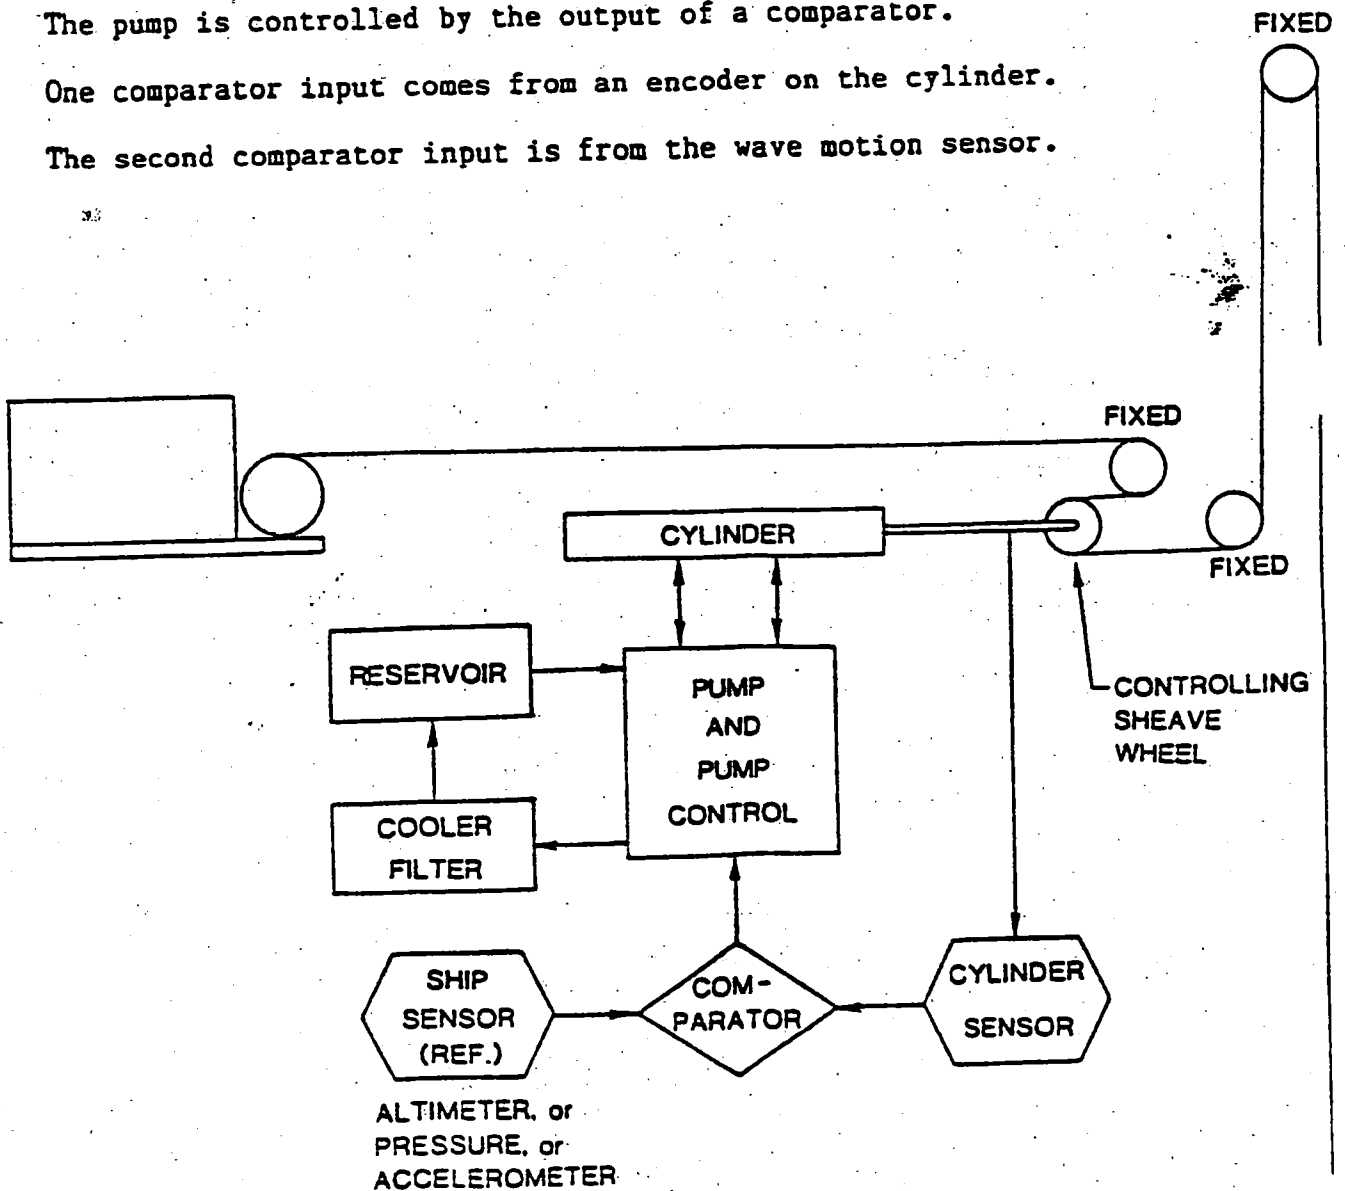 The pump is controlled by the output of a comparator.
One comparator input comes from an encoder on the cylinder.
The second comparator input is from the wave motion sensor.
FIXED
FIXED
CYLINDER
FIXED
RESERVOIR
PUMP
AND
PUMP
CONTROL
CONTROLLING
SHEAVE
WHEEL
COOLER
FILTER
SHIP
SENSOR
(REF.)
COM-
PARATOR
CYLINDER
SENSOR
ALTIMETER, or
PRESSURE, or
ACCELEROMETER